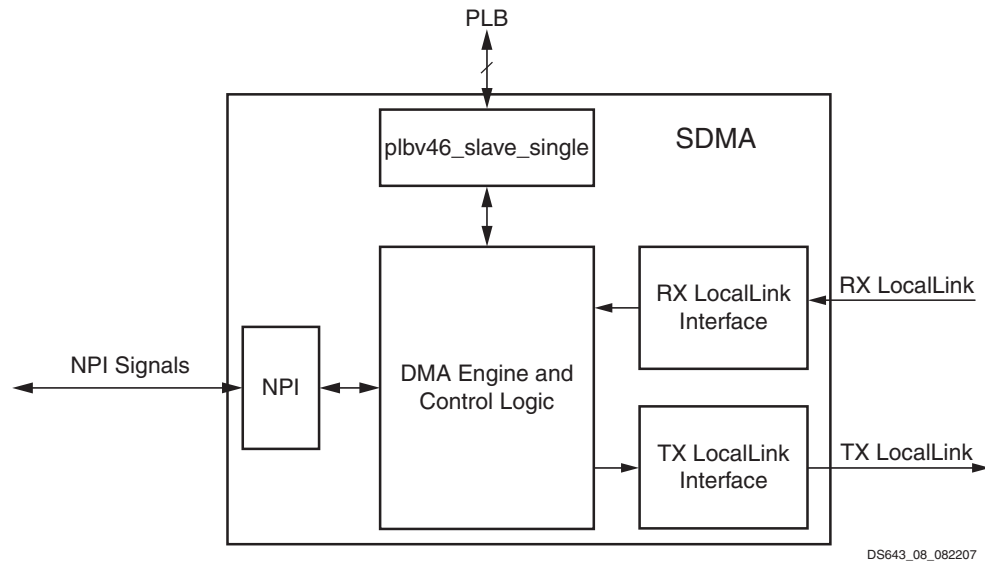 PLB
SDMA
plbv46_slave_single
RX LocalLink
Interface
RX LocalLink
NPI Signals
NPI
DMA Engine and
Control Logic
TX LocalLink
Interface
TX LocalLink
DS643_08_082207